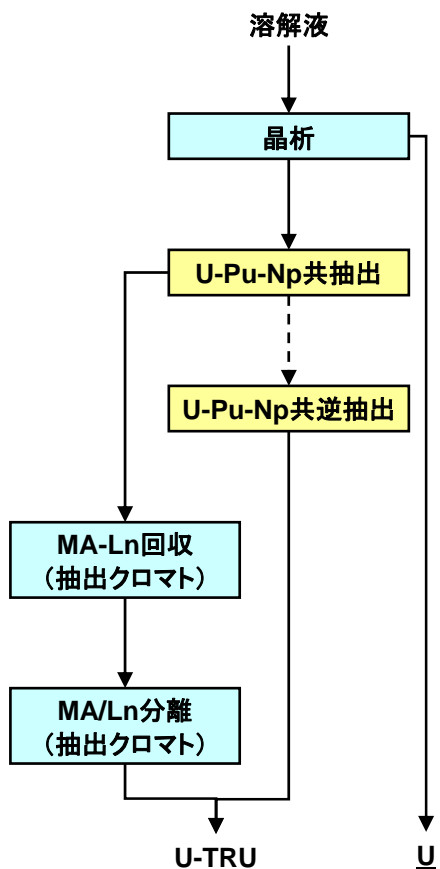 溶解液
晶析
U-Pu-Np共抽出
U-Pu-Np共逆抽出
MA-Ln回収
（抽出クロマト）
MA/Ln分離
（抽出クロマト）
U-TRU
U